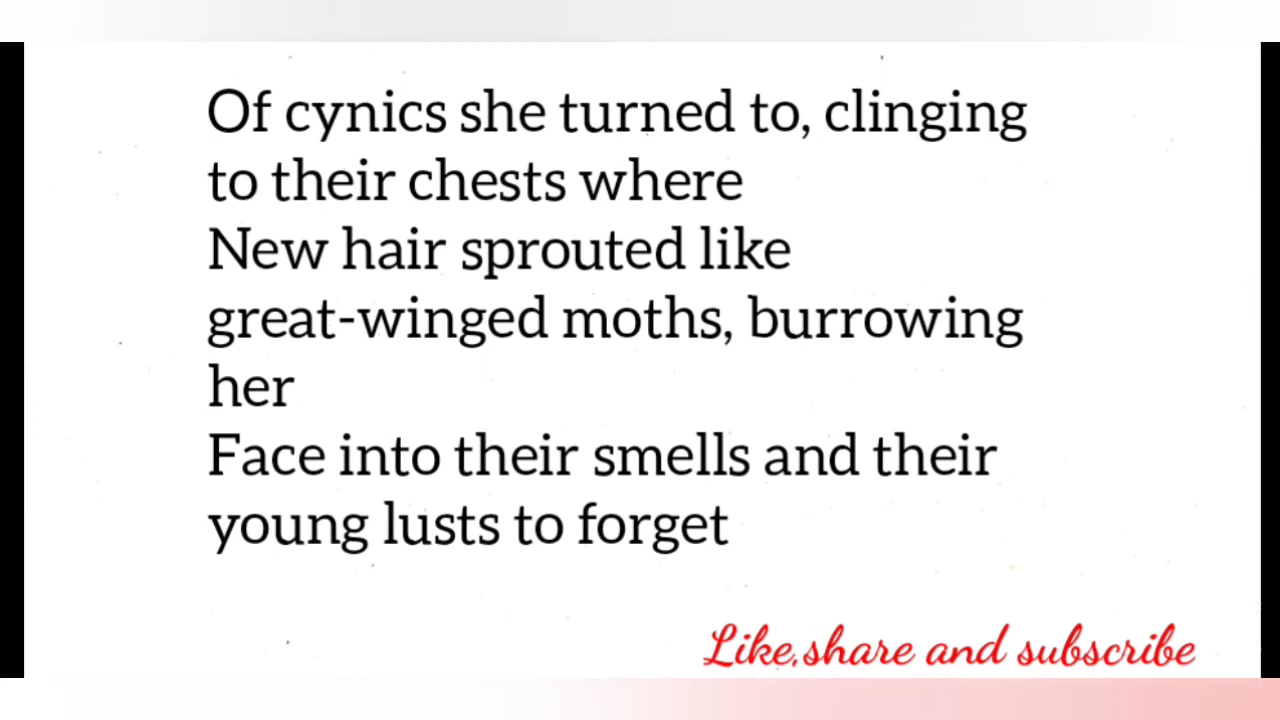 Of cynics she turned to, clinging
to their chests where
New hair sprouted like
great-winged moths, burrowing
her
Face into their smells and their
young lusts to forget
Like,share and subscribe